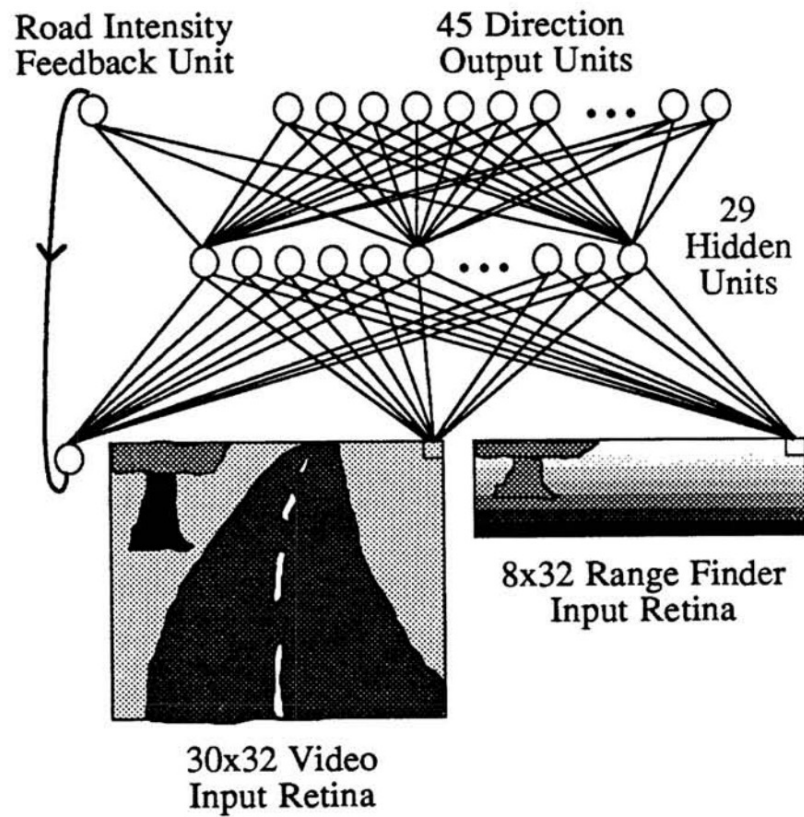 Road Intensity
Feedback Unit
45 Direction
Output Units
29
Hidden
Units
8x32 Range Finder
Input Retina
30x32 Video
Input Retina